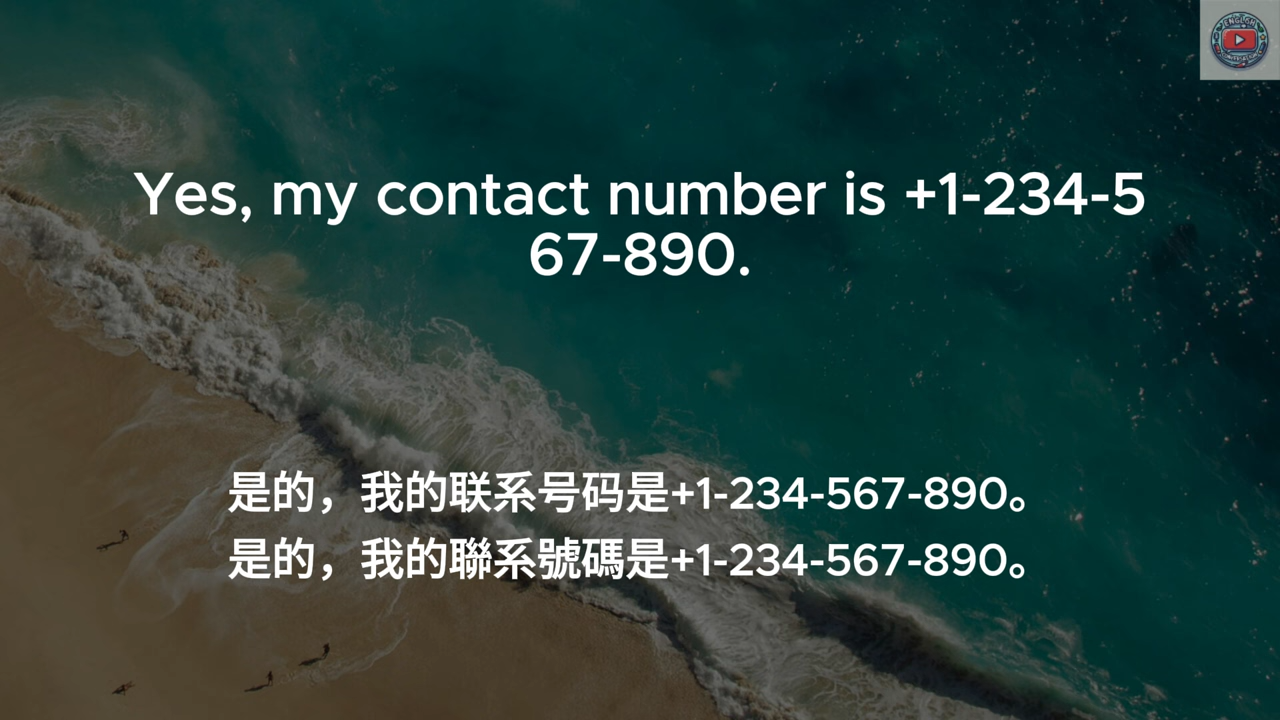 ENGLISH
Yes, my contact number is +1-234-5
67-890.
是的，我的联系号码是+1-234-567-890。
是的，我的聯系號碼是+1-234-567-890。